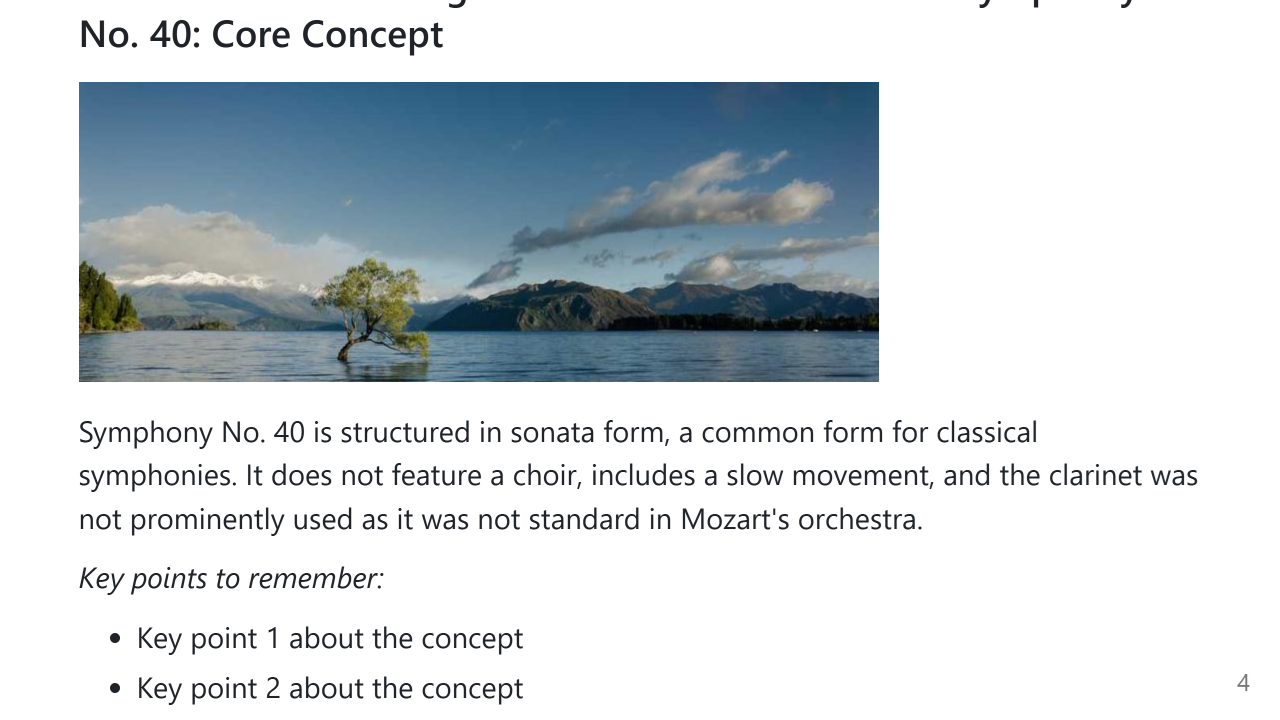 No. 40: Core Concept
Symphony No. 40 is structured in sonata form, a common form for classical
symphonies. It does not feature a choir, includes a slow movement, and the clarinet was
not prominently used as it was not standard in Mozart's orchestra.
Key points to remember:
Key point 1 about the concept
Key point 2 about the concept
4